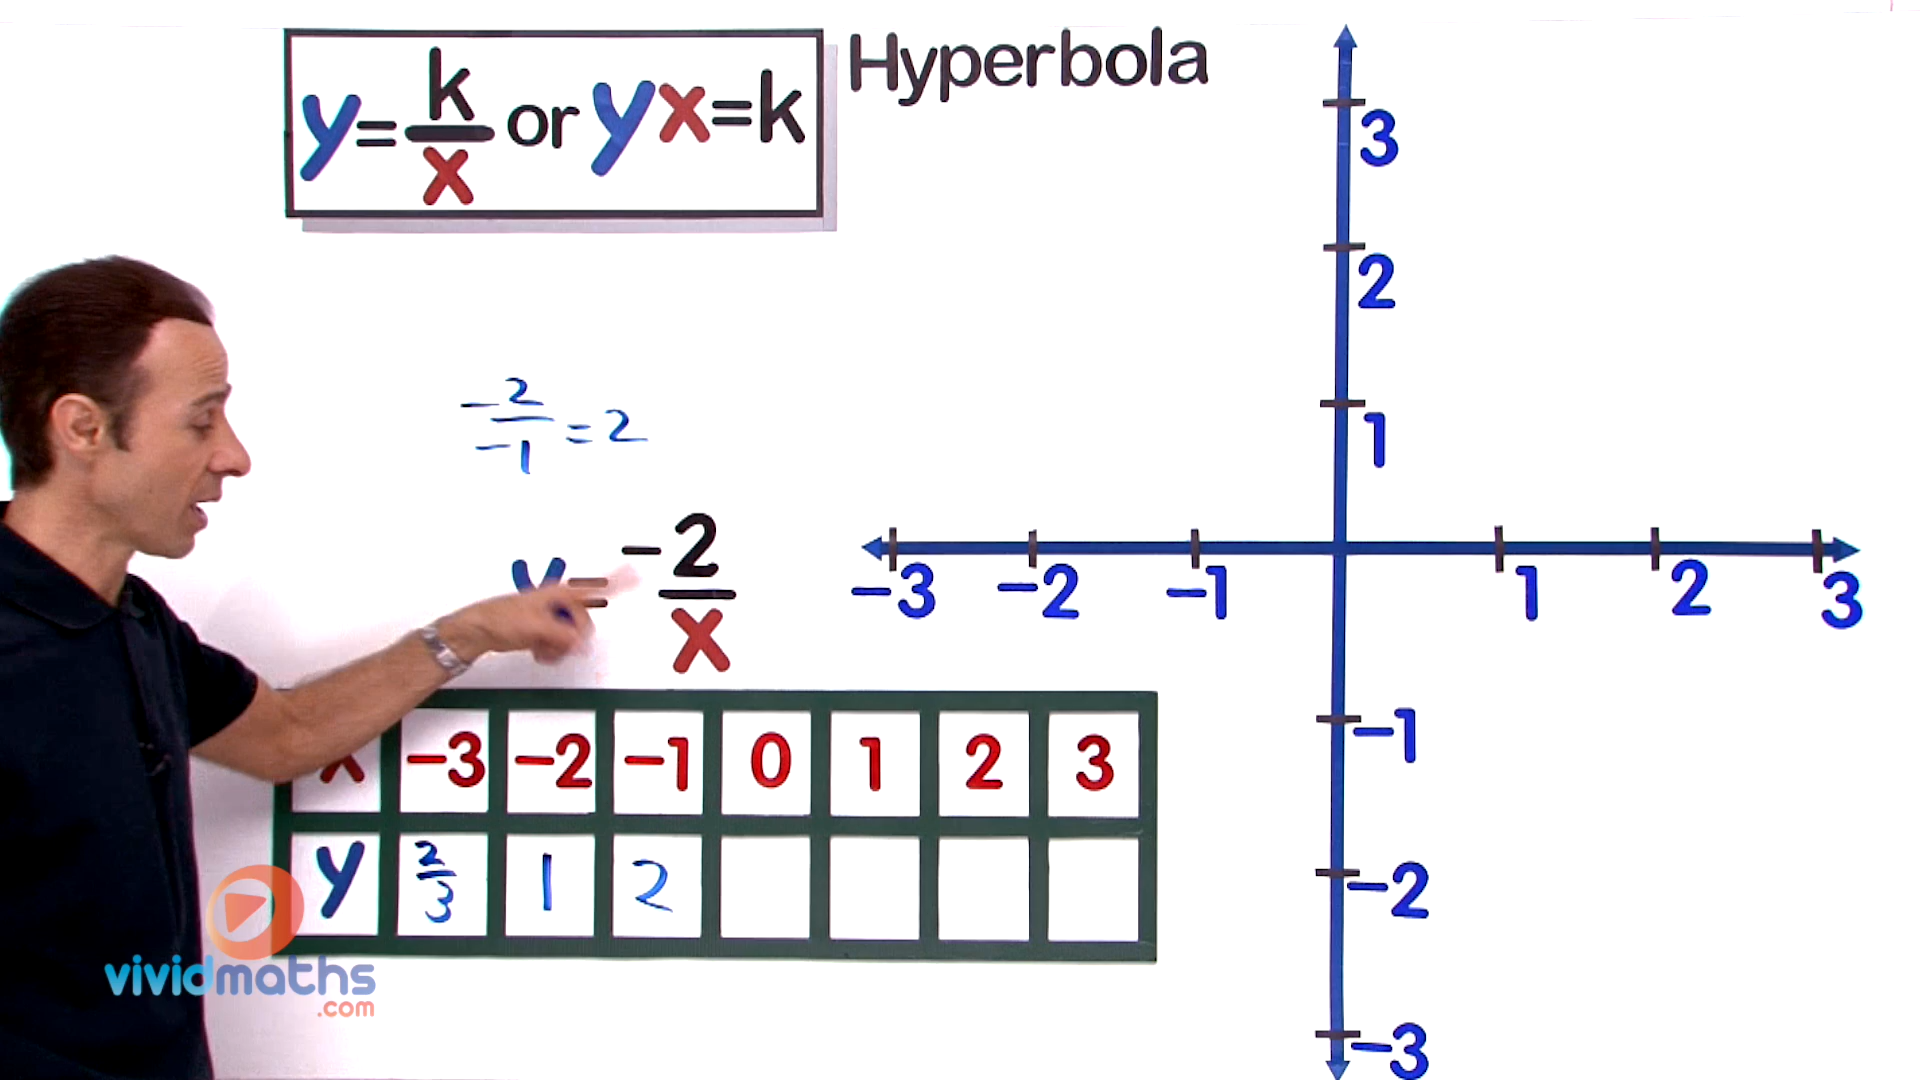 y = k/x or yx = k
Hyperbola
-2/-1 = 2
y = -2/x
x -3 -2 -1 0 1 2 3
y 2/3 1 2
3
2
1
-3 -2 -1 1 2 3
-1
-2
-3
vividmaths
.com